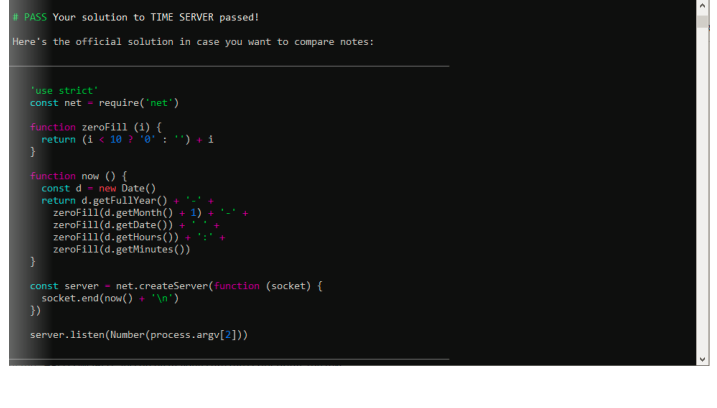 # PASS Your solution to TIME SERVER passed!
Here's the official solution in case you want to compare notes:
'use strict'
const net = require('net')
function zeroFill (i) {
return (i < 10 ? '0' : '') + i
}
function now () {
const d = new Date()
return d.getFullYear() + '-' +
zeroFill(d.getMonth() + 1) + '-' +
zeroFill(d.getDate()) + ' ' +
zeroFill(d.getHours()) + ':' +
zeroFill(d.getMinutes())
}
const server = net.createServer(function (socket) {
socket.end(now() + '\n')
})
server.listen(Number(process.argv[2]))